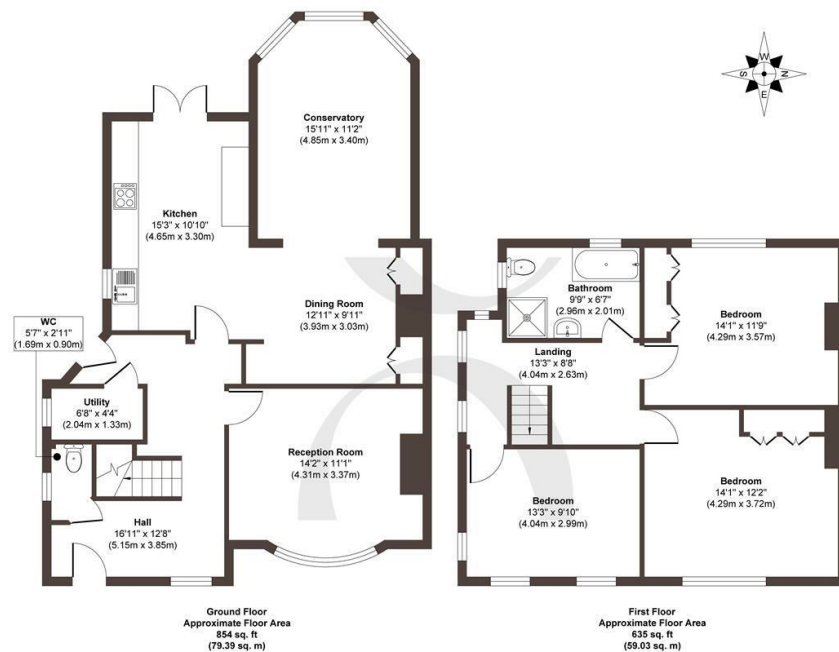 Conservatory
15'11" x 11'2"
(4.85m x 3.40m)
Kitchen
15'3" x 10'10"
(4.65m x 3.30m)
WC
5'7" x 2'11"
(1.69m x 0.90m)
Dining Room
12'11" x 9'11"
(3.93m x 3.03m)
Utility
6'8" x 4'4"
(2.04m x 1.33m)
Reception Room
14'2" x 11'1"
(4.31m x 3.37m)
Hall
16'11" x 12'8"
(5.15m x 3.85m)
Ground Floor
Approximate Floor Area
854 sq. ft
(79.39 sq. m)
W
S
N
E
Bathroom
9'9" x 6'7"
(2.96m x 2.01m)
Bedroom
14'1" x 11'9"
(4.29m x 3.57m)
Landing
13'3" x 8'8"
(4.04m x 2.63m)
Bedroom
14'1" x 12'2"
(4.29m x 3.72m)
Bedroom
13'3" x 9'10"
(4.04m x 2.99m)
First Floor
Approximate Floor Area
635 sq. ft
(59.03 sq. m)